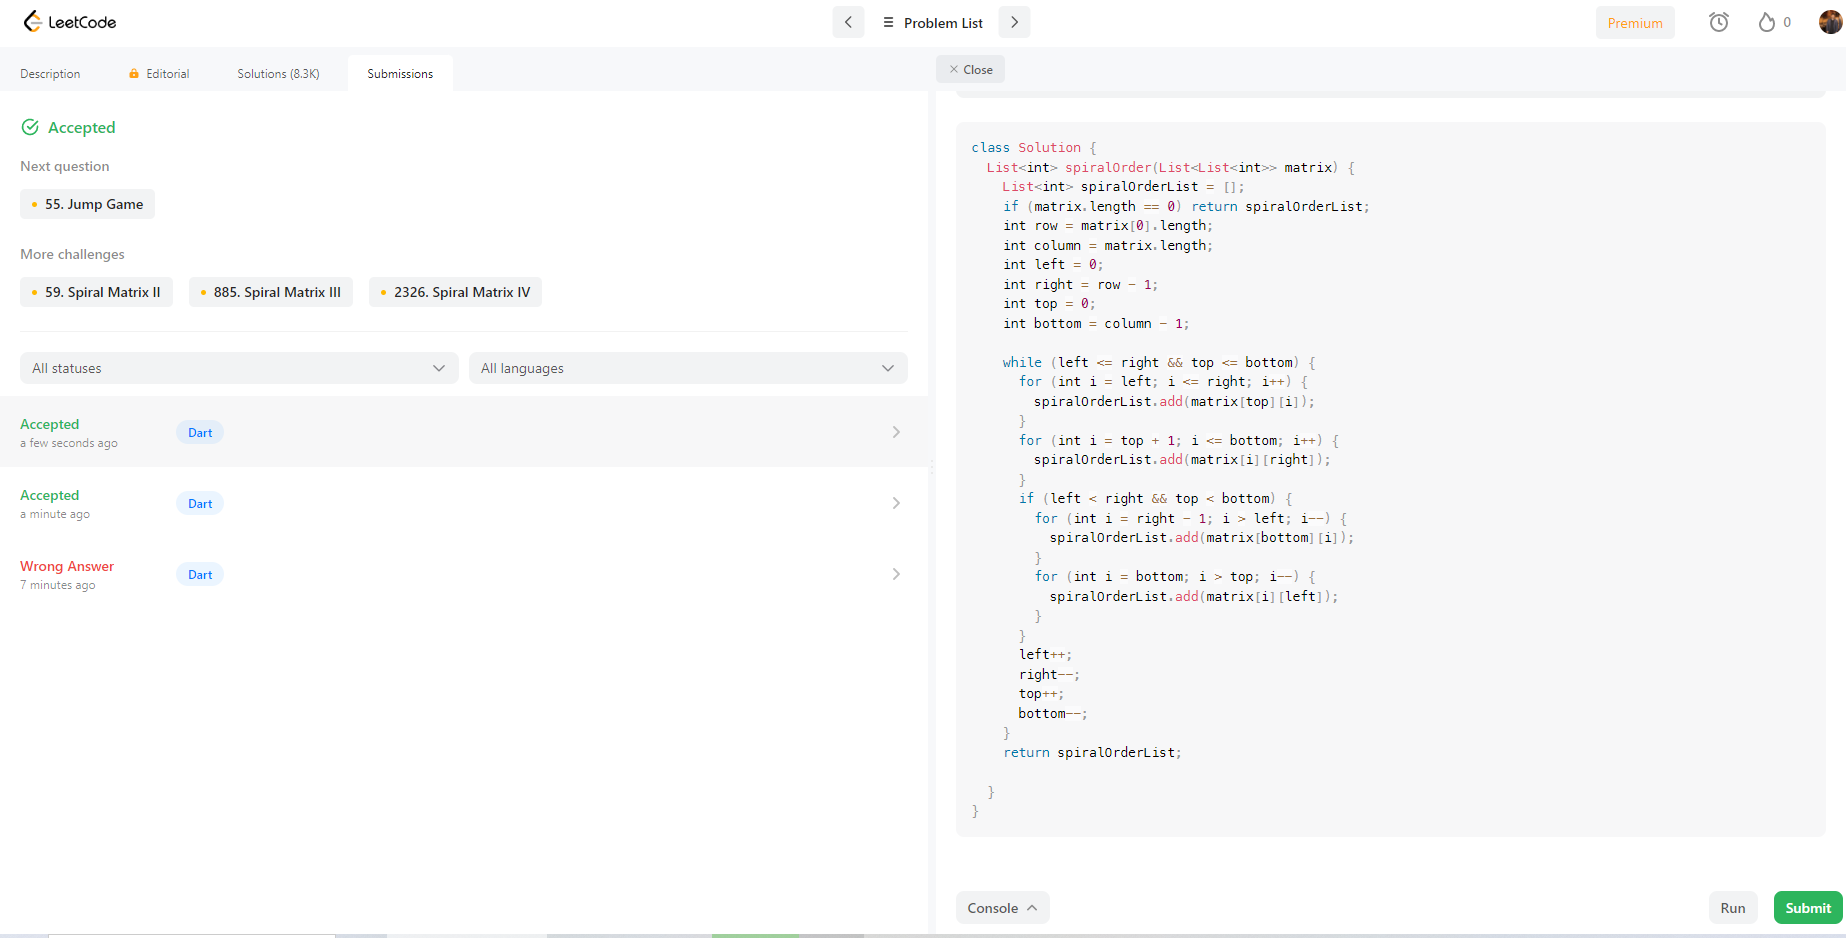 LeetCode
Problem List
Premium
0
Description
Editorial
Solutions (8.3K)
Submissions
Close
Accepted
Next question
55. Jump Game
More challenges
59. Spiral Matrix II
885. Spiral Matrix III
2326. Spiral Matrix IV
All statuses
All languages
Accepted
a few seconds ago
Dart
Accepted
a minute ago
Dart
Wrong Answer
7 minutes ago
Dart
class Solution {
  List<int> spiralOrder(List<List<int>> matrix) {
    List<int> spiralOrderList = [];
    if (matrix.length == 0) return spiralOrderList;
    int row = matrix[0].length;
    int column = matrix.length;
    int left = 0;
    int right = row - 1;
    int top = 0;
    int bottom = column - 1;

    while (left <= right && top <= bottom) {
      for (int i = left; i <= right; i++) {
        spiralOrderList.add(matrix[top][i]);
      }
      for (int i = top + 1; i <= bottom; i++) {
        spiralOrderList.add(matrix[i][right]);
      }
      if (left < right && top < bottom) {
        for (int i = right - 1; i > left; i--) {
          spiralOrderList.add(matrix[bottom][i]);
        }
        for (int i = bottom; i > top; i--) {
          spiralOrderList.add(matrix[i][left]);
        }
      }
      left++;
      right--;
      top++;
      bottom--;
    }
    return spiralOrderList;

  }
}
Console
Run
Submit